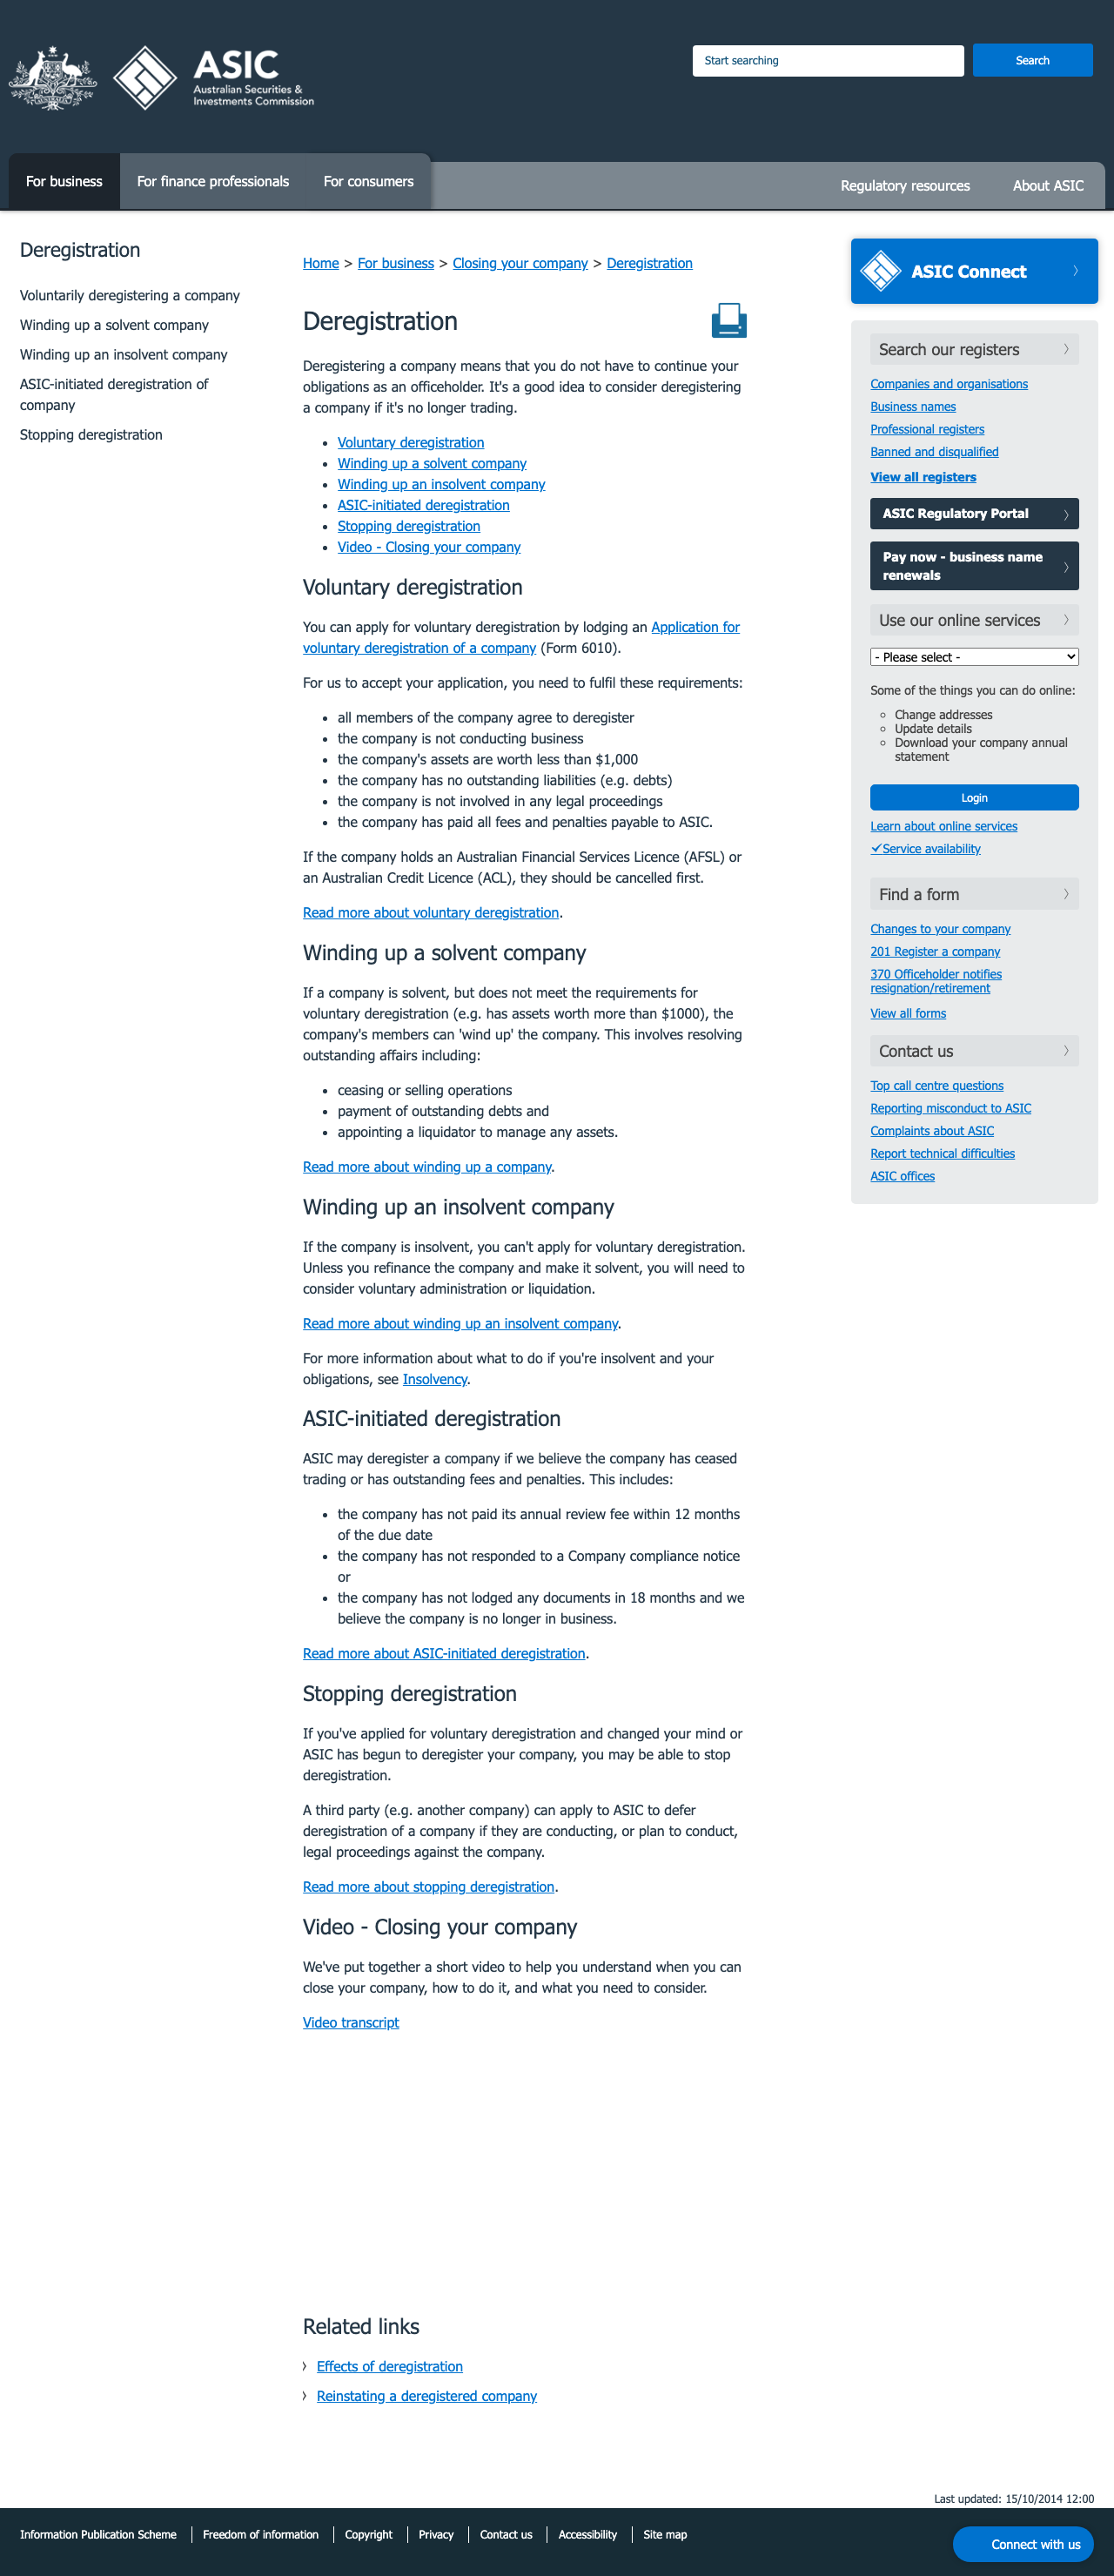 ASIC
Australian Securities &
Investments Commission
Start searching
Search
For business
For finance professionals
For consumers
Regulatory resources
About ASIC
Deregistration
Voluntarily deregistering a company
Winding up a solvent company
Winding up an insolvent company
ASIC-initiated deregistration of
company
Stopping deregistration
Home > For business > Closing your company > Deregistration
Deregistration
Deregistering a company means that you do not have to continue your
obligations as an officeholder. It's a good idea to consider deregistering
a company if it's no longer trading.
• Voluntary deregistration
• Winding up a solvent company
• Winding up an insolvent company
• ASIC-initiated deregistration
• Stopping deregistration
• Video - Closing your company
Voluntary deregistration
You can apply for voluntary deregistration by lodging an Application for
voluntary deregistration of a company (Form 6010).
For us to accept your application, you need to fulfil these requirements:
• all members of the company agree to deregister
• the company is not conducting business
• the company's assets are worth less than $1,000
• the company has no outstanding liabilities (e.g. debts)
• the company is not involved in any legal proceedings
• the company has paid all fees and penalties payable to ASIC.
If the company holds an Australian Financial Services Licence (AFSL) or
an Australian Credit Licence (ACL), they should be cancelled first.
Read more about voluntary deregistration.
Winding up a solvent company
If a company is solvent, but does not meet the requirements for
voluntary deregistration (e.g. has assets worth more than $1000), the
company's members can 'wind up' the company. This involves resolving
outstanding affairs including:
• ceasing or selling operations
• payment of outstanding debts and
• appointing a liquidator to manage any assets.
Read more about winding up a company.
Winding up an insolvent company
If the company is insolvent, you can't apply for voluntary deregistration.
Unless you refinance the company and make it solvent, you will need to
consider voluntary administration or liquidation.
Read more about winding up an insolvent company.
For more information about what to do if you're insolvent and your
obligations, see Insolvency.
ASIC-initiated deregistration
ASIC may deregister a company if we believe the company has ceased
trading or has outstanding fees and penalties. This includes:
• the company has not paid its annual review fee within 12 months
of the due date
• the company has not responded to a Company compliance notice
or
• the company has not lodged any documents in 18 months and we
believe the company is no longer in business.
Read more about ASIC-initiated deregistration.
Stopping deregistration
If you've applied for voluntary deregistration and changed your mind or
ASIC has begun to deregister your company, you may be able to stop
deregistration.
A third party (e.g. another company) can apply to ASIC to defer
deregistration of a company if they are conducting, or plan to conduct,
legal proceedings against the company.
Read more about stopping deregistration.
Video - Closing your company
We've put together a short video to help you understand when you can
close your company, how to do it, and what you need to consider.
Video transcript
Related links
Effects of deregistration
Reinstating a deregistered company
ASIC Connect
Search our registers
Companies and organisations
Business names
Professional registers
Banned and disqualified
View all registers
ASIC Regulatory Portal
Pay now - business name
renewals
Use our online services
- Please select -
Some of the things you can do online:
Change addresses
Update details
Download your company annual
statement
Login
Learn about online services
Service availability
Find a form
Changes to your company
201 Register a company
370 Officeholder notifies
resignation/retirement
View all forms
Contact us
Top call centre questions
Reporting misconduct to ASIC
Complaints about ASIC
Report technical difficulties
ASIC offices
Last updated: 15/10/2014 12:00
Information Publication Scheme
Freedom of information
Copyright
Privacy
Contact us
Accessibility
Site map
Connect with us